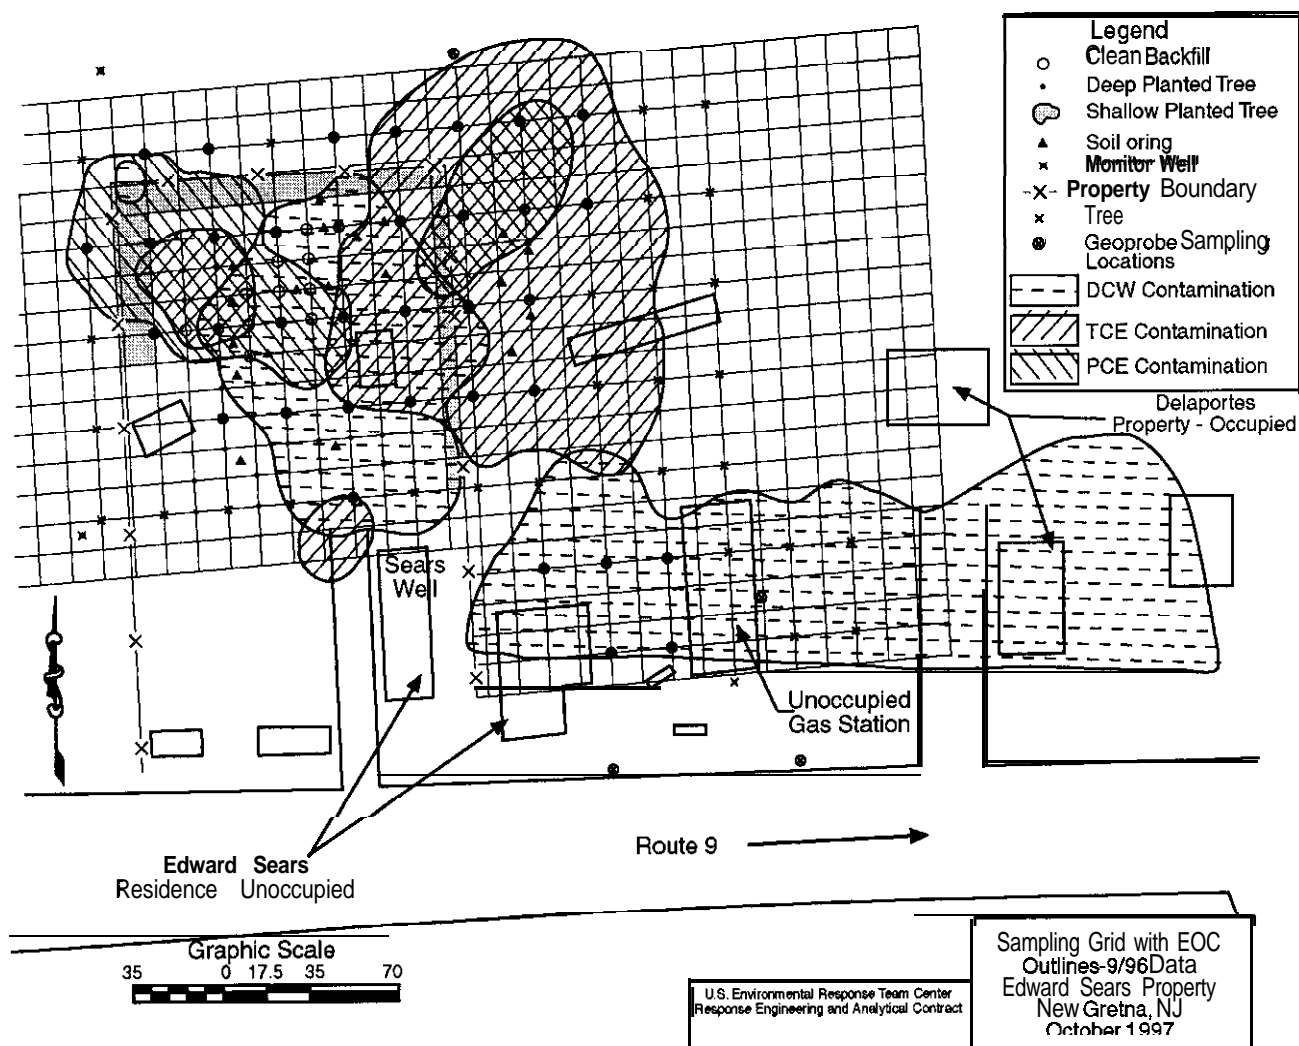 Legend
Clean Backfill
Deep Planted Tree
Shallow Planted Tree
Soil oring
Monitor Well
Property Boundary
Tree
Geoprobe Sampling
Locations
DCW Contamination
TCE Contamination
PCE Contamination
Delaportes
Property - Occupied
Sears
Well
Unoccupied
Gas Station
Route 9
Edward Sears
Residence Unoccupied
Graphic Scale
35 0 17.5 35 70
U.S. Environmental Response Team Center
Response Engineering and Analytical Contract
Sampling Grid with EOC
Outlines-9/96Data
Edward Sears Property
New Gretna, NJ
October 1997